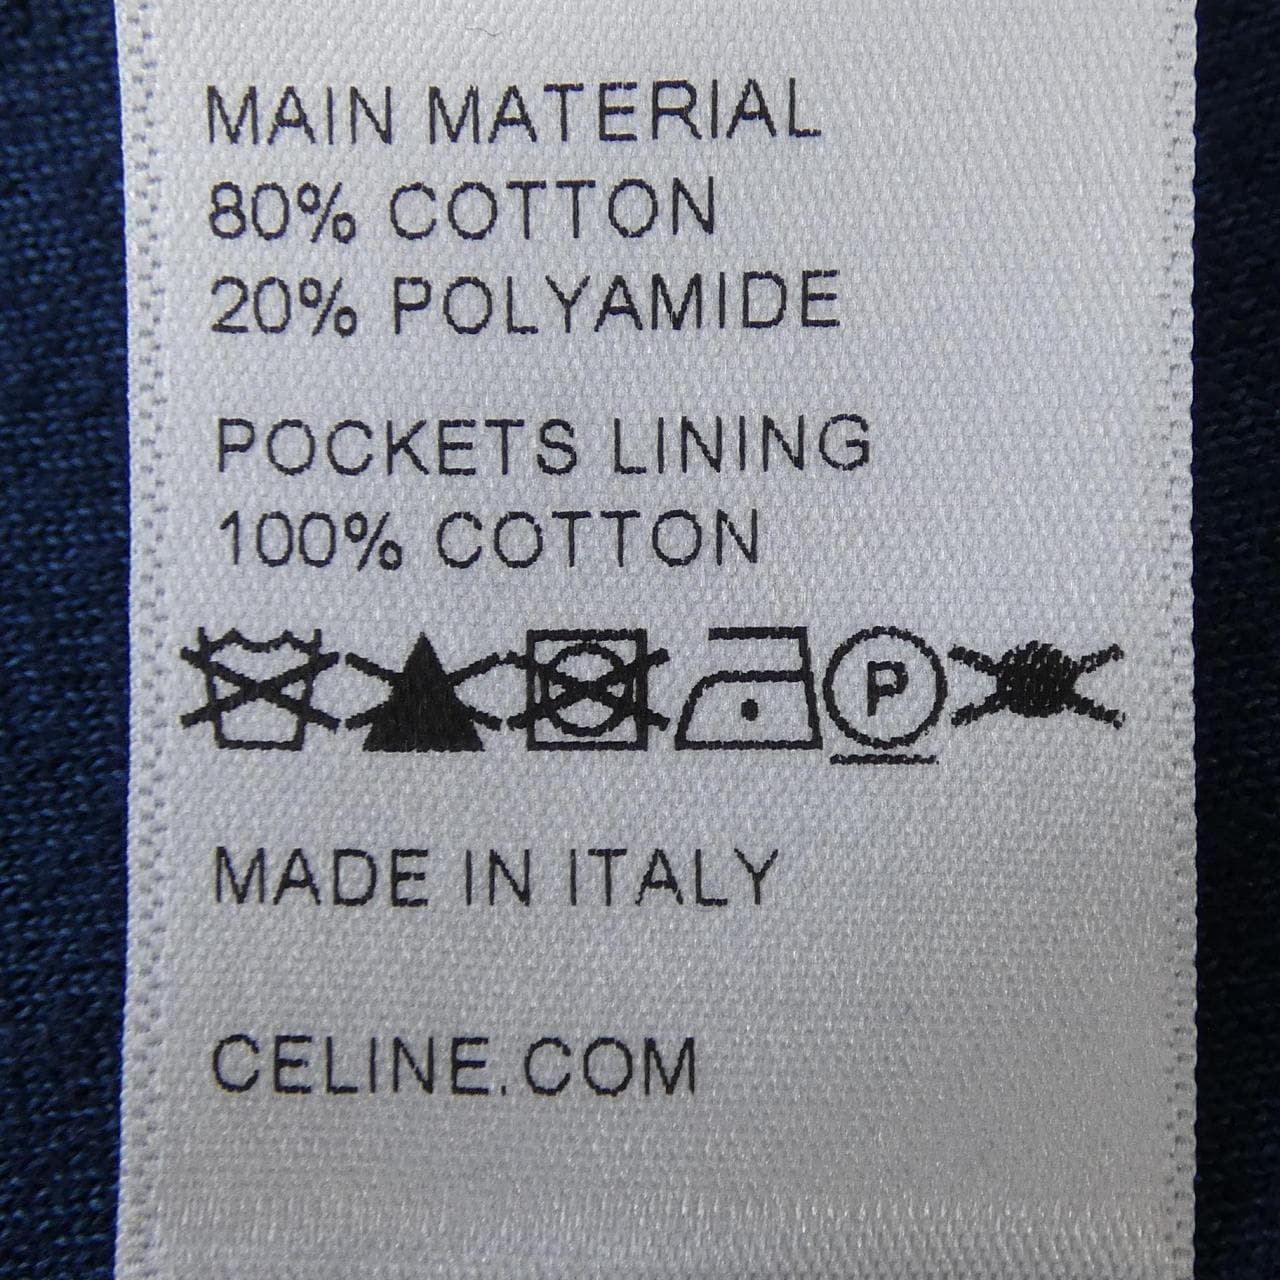 MAIN MATERIAL
80% COTTON
20% POLYAMIDE
POCKETS LINING
100% COTTON
P
MADE IN ITALY
CELINE.COM